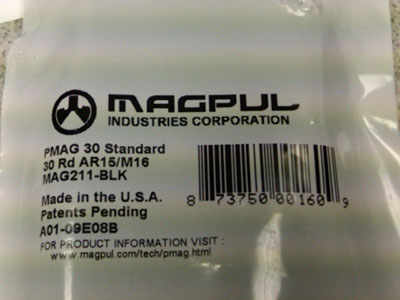 MAGPUL
INDUSTRIES CORPORATION
PMAG 30 Standard
30 Rd AR15/M16
MAG211-BLK
Made in the U.S.A.
Patents Pending
A01-09E08B
8 73750 00160 9
FOR PRODUCT INFORMATION VISIT :
www.magpul.com/tech/pmag.html